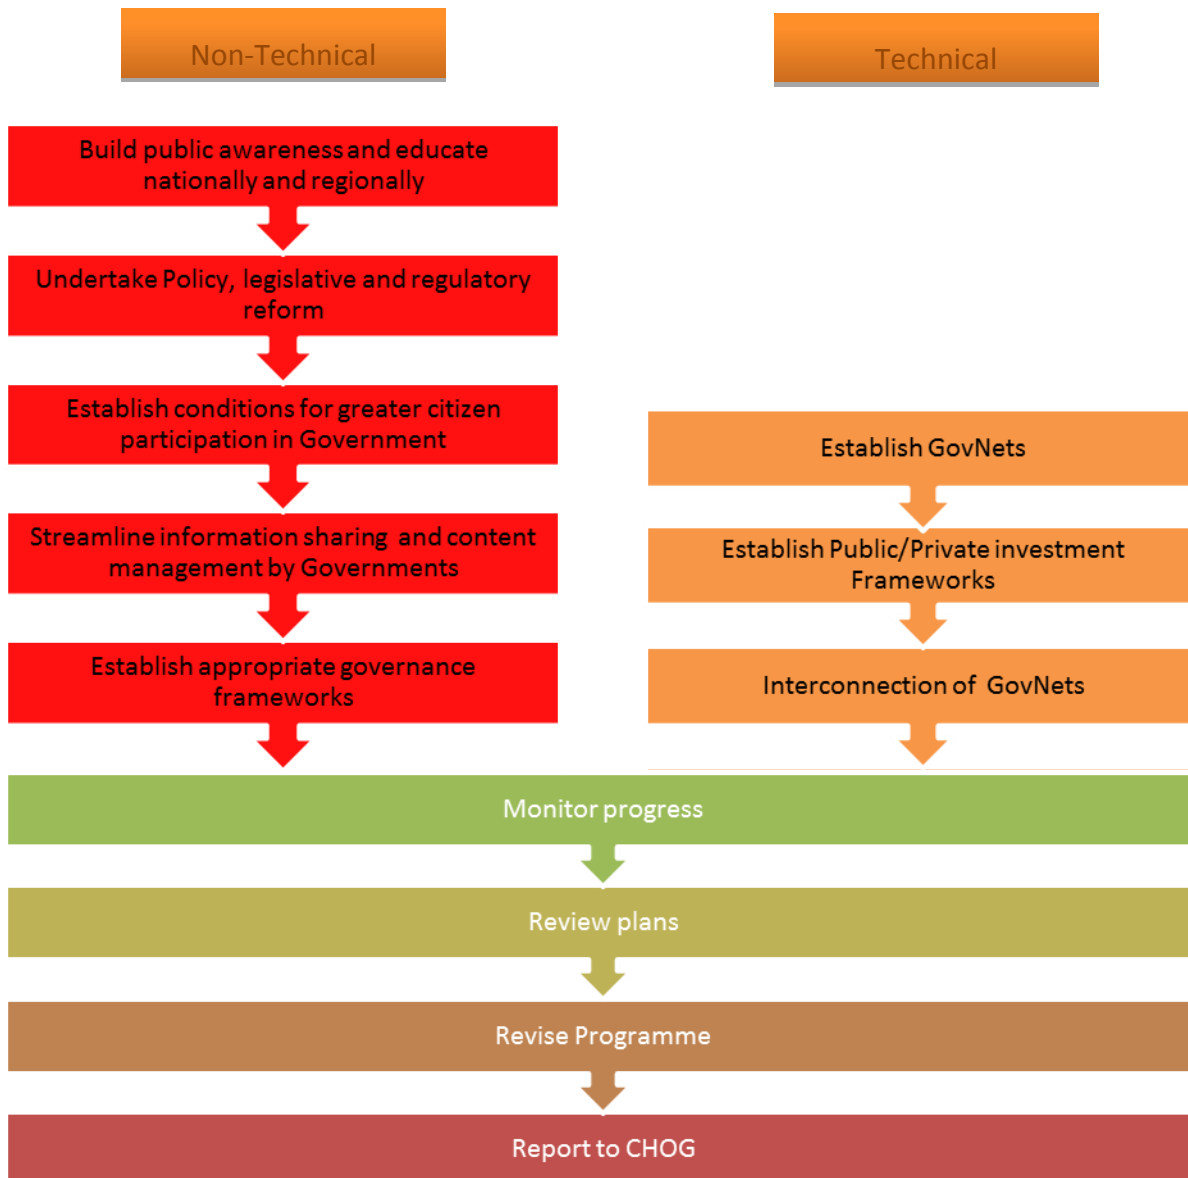 Non-Technical
Technical
Build public awareness and educate
nationally and regionally
Undertake Policy, legislative and regulatory
reform
Establish conditions for greater citizen
participation in Government
Streamline information sharing and content
management by Governments
Establish appropriate governance
frameworks
Establish GovNets
Establish Public/Private investment
Frameworks
Interconnection of GovNets
Monitor progress
Review plans
Revise Programme
Report to CHOG